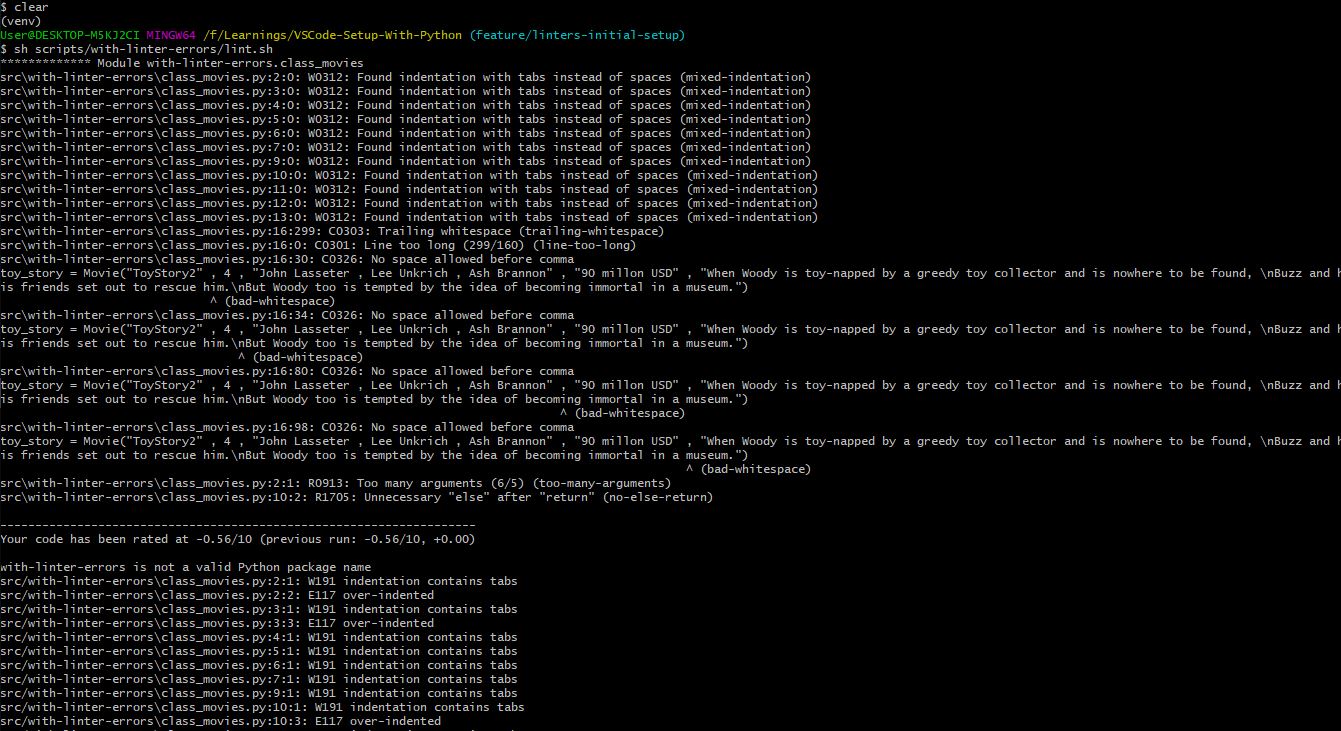 $ clear
(venv)
User@DESKTOP-M5KJ2CI MINGW64 /f/Learnings/VSCode-Setup-With-Python (feature/linters-initial-setup)
$ sh scripts/with-linter-errors/lint.sh
************* Module with-linter-errors.class_movies
src\with-linter-errors\class_movies.py:2:0: W0312: Found indentation with tabs instead of spaces (mixed-indentation)
src\with-linter-errors\class_movies.py:3:0: W0312: Found indentation with tabs instead of spaces (mixed-indentation)
src\with-linter-errors\class_movies.py:4:0: W0312: Found indentation with tabs instead of spaces (mixed-indentation)
src\with-linter-errors\class_movies.py:5:0: W0312: Found indentation with tabs instead of spaces (mixed-indentation)
src\with-linter-errors\class_movies.py:6:0: W0312: Found indentation with tabs instead of spaces (mixed-indentation)
src\with-linter-errors\class_movies.py:7:0: W0312: Found indentation with tabs instead of spaces (mixed-indentation)
src\with-linter-errors\class_movies.py:9:0: W0312: Found indentation with tabs instead of spaces (mixed-indentation)
src\with-linter-errors\class_movies.py:10:0: W0312: Found indentation with tabs instead of spaces (mixed-indentation)
src\with-linter-errors\class_movies.py:11:0: W0312: Found indentation with tabs instead of spaces (mixed-indentation)
src\with-linter-errors\class_movies.py:12:0: W0312: Found indentation with tabs instead of spaces (mixed-indentation)
src\with-linter-errors\class_movies.py:13:0: W0312: Found indentation with tabs instead of spaces (mixed-indentation)
src\with-linter-errors\class_movies.py:16:299: C0303: Trailing whitespace (trailing-whitespace)
src\with-linter-errors\class_movies.py:16:0: C0301: Line too long (299/160) (line-too-long)
src\with-linter-errors\class_movies.py:16:30: C0326: No space allowed before comma
toy_story = Movie("ToyStory2" , 4 , "John Lasseter , Lee Unkrich , Ash Brannon" , "90 millon USD" , "When Woody is toy-napped by a greedy toy collector and is nowhere to be found, \nBuzz and h
is friends set out to rescue him.\nBut Woody too is tempted by the idea of becoming immortal in a museum.")
^ (bad-whitespace)
src\with-linter-errors\class_movies.py:16:34: C0326: No space allowed before comma
toy_story = Movie("ToyStory2" , 4 , "John Lasseter , Lee Unkrich , Ash Brannon" , "90 millon USD" , "When Woody is toy-napped by a greedy toy collector and is nowhere to be found, \nBuzz and h
is friends set out to rescue him.\nBut Woody too is tempted by the idea of becoming immortal in a museum.")
^ (bad-whitespace)
src\with-linter-errors\class_movies.py:16:80: C0326: No space allowed before comma
toy_story = Movie("ToyStory2" , 4 , "John Lasseter , Lee Unkrich , Ash Brannon" , "90 millon USD" , "When Woody is toy-napped by a greedy toy collector and is nowhere to be found, \nBuzz and h
is friends set out to rescue him.\nBut Woody too is tempted by the idea of becoming immortal in a museum.")
^ (bad-whitespace)
src\with-linter-errors\class_movies.py:16:98: C0326: No space allowed before comma
toy_story = Movie("ToyStory2" , 4 , "John Lasseter , Lee Unkrich , Ash Brannon" , "90 millon USD" , "When Woody is toy-napped by a greedy toy collector and is nowhere to be found, \nBuzz and h
is friends set out to rescue him.\nBut Woody too is tempted by the idea of becoming immortal in a museum.")
^ (bad-whitespace)
src\with-linter-errors\class_movies.py:2:1: R0913: Too many arguments (6/5) (too-many-arguments)
src\with-linter-errors\class_movies.py:10:2: R1705: Unnecessary "else" after "return" (no-else-return)
--------------------------------------------------------------------
Your code has been rated at -0.56/10 (previous run: -0.56/10, +0.00)
with-linter-errors is not a valid Python package name
src/with-linter-errors\class_movies.py:2:1: W191 indentation contains tabs
src/with-linter-errors\class_movies.py:2:2: E117 over-indented
src/with-linter-errors\class_movies.py:3:1: W191 indentation contains tabs
src/with-linter-errors\class_movies.py:3:3: E117 over-indented
src/with-linter-errors\class_movies.py:4:1: W191 indentation contains tabs
src/with-linter-errors\class_movies.py:5:1: W191 indentation contains tabs
src/with-linter-errors\class_movies.py:6:1: W191 indentation contains tabs
src/with-linter-errors\class_movies.py:7:1: W191 indentation contains tabs
src/with-linter-errors\class_movies.py:9:1: W191 indentation contains tabs
src/with-linter-errors\class_movies.py:10:1: W191 indentation contains tabs
src/with-linter-errors\class_movies.py:10:3: E117 over-indented